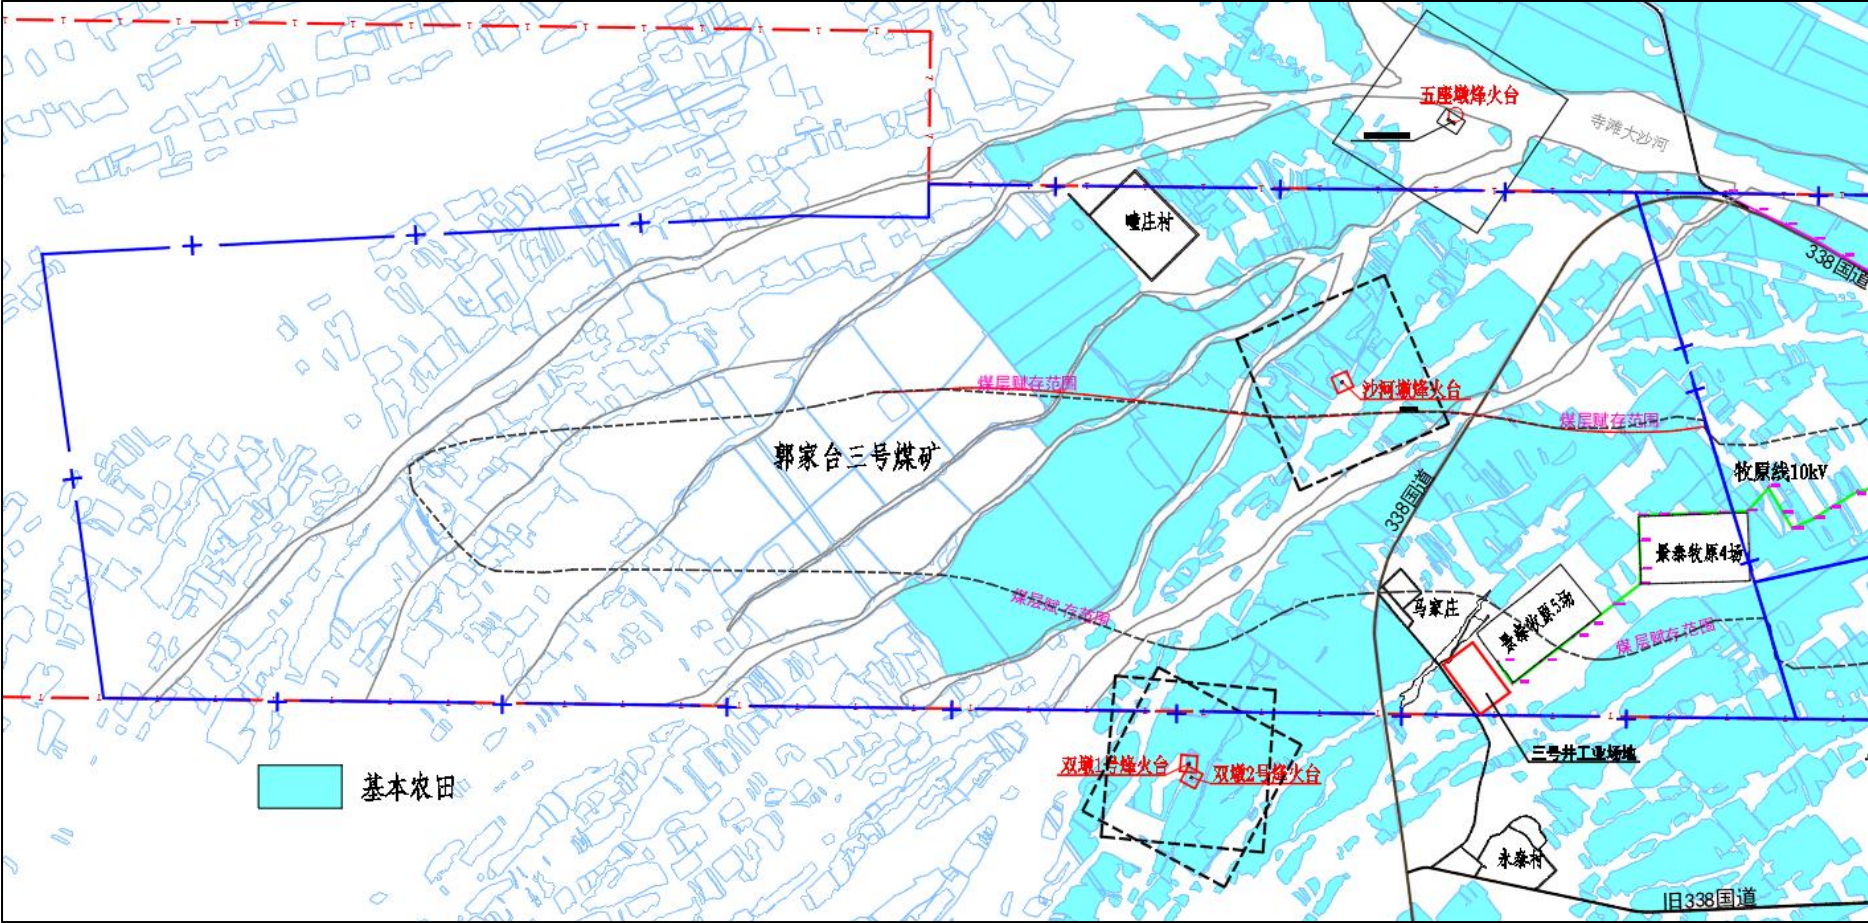 五座墩烽火台
寺滩大沙河
喳庄村
338国道
煤层赋存范围
沙河墩烽火台
煤层赋存范围
郭家台三号煤矿
牧原线10kV
338国道
景泰牧原4场
煤层赋存范围
马家庄
景泰牧原5场
煤层赋存范围
三号井工业场地
双墩1号烽火台
双墩2号烽火台
基本农田
永泰村
旧338国道